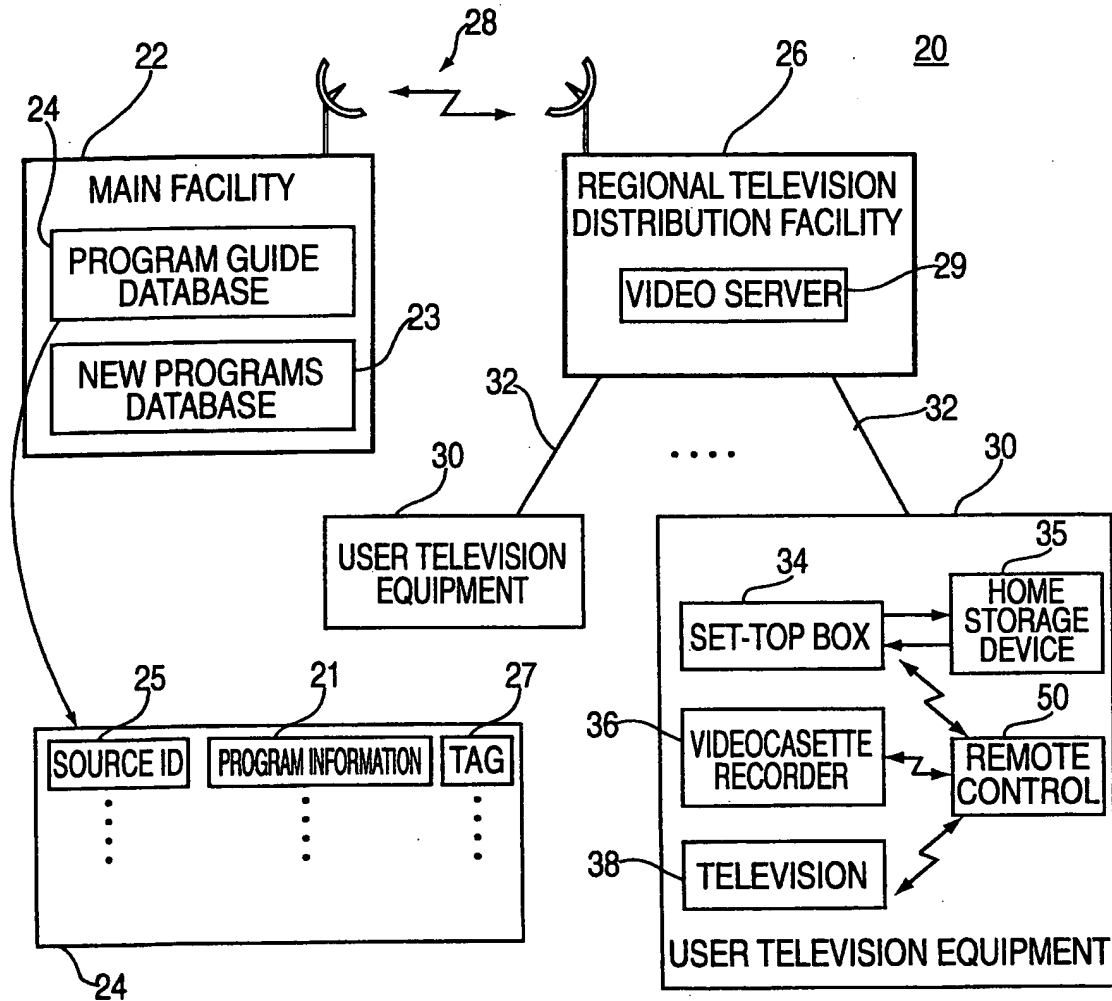 28
20
22
26
24
MAIN FACILITY
PROGRAM GUIDE
DATABASE
23
NEW PROGRAMS
DATABASE
REGIONAL TELEVISION
DISTRIBUTION FACILITY
29
VIDEO SERVER
32
32
30
30
USER TELEVISION
EQUIPMENT
34
35
SET-TOP BOX
HOME
STORAGE
DEVICE
25
21
27
SOURCE ID
PROGRAM INFORMATION
TAG
36
VIDEOCASETTE
RECORDER
50
REMOTE
CONTROL
38
TELEVISION
USER TELEVISION EQUIPMENT
24